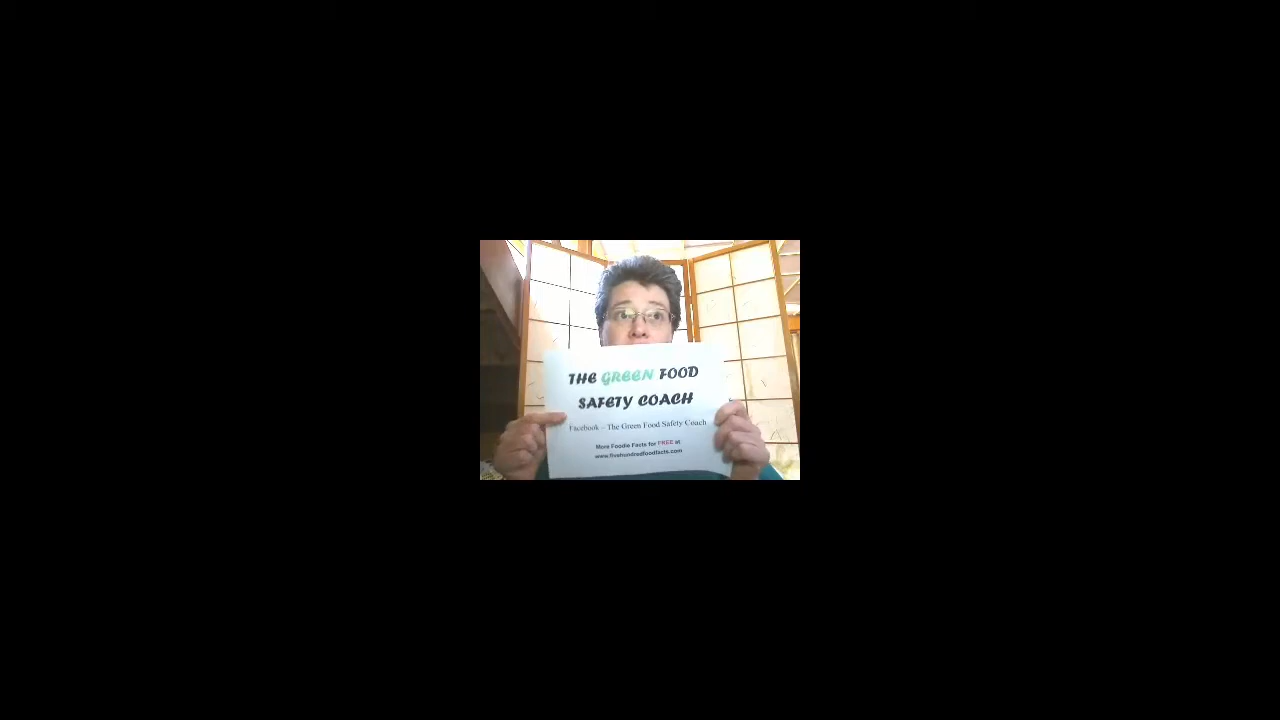 THE GREEN FOOD
SAFETY COACH
Facebook – The Green Food Safety Coach
More Foodie Facts for FREE at
www.fivehundredfoodfacts.com